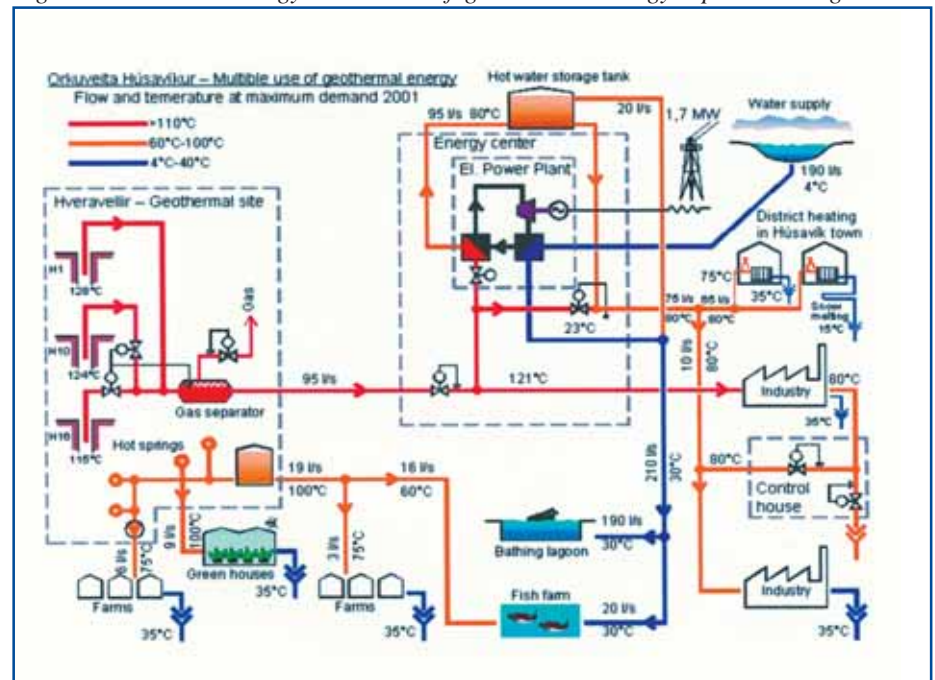 Orkuveita Húsavíkur – Multible use of geothermal energy
Flow and temerature at maximum demand 2001
>110°C
60°C-100°C
4°C-40°C
Hot water storage tank
95 l/s 80°C
20 l/s
1,7 MW
Water supply
190 l/s
4°C
Energy center
El. Power Plant
District heating
in Húsavík town
75°C
35°C
Snow
melting
15°C
Hveravellir – Geothermal site
H1
128°C
H10
124°C
H16
115°C
Gas
Gas separator
95 l/s
121°C
23°C
75 l/s
80°C
85 l/s
80°C
10 l/s
80°C
Industry
60°C
35°C
Hot springs
19 l/s
100°C
16 l/s
60°C
210 l/s
30°C
80°C
Control
house
6 l/s
75°C
9 l/s
100°C
Green houses
35°C
3 l/s
75°C
190 l/s
Bathing lagoon
30°C
Farms
35°C
Farms
35°C
Fish farm
20 l/s
30°C
Industry
35°C